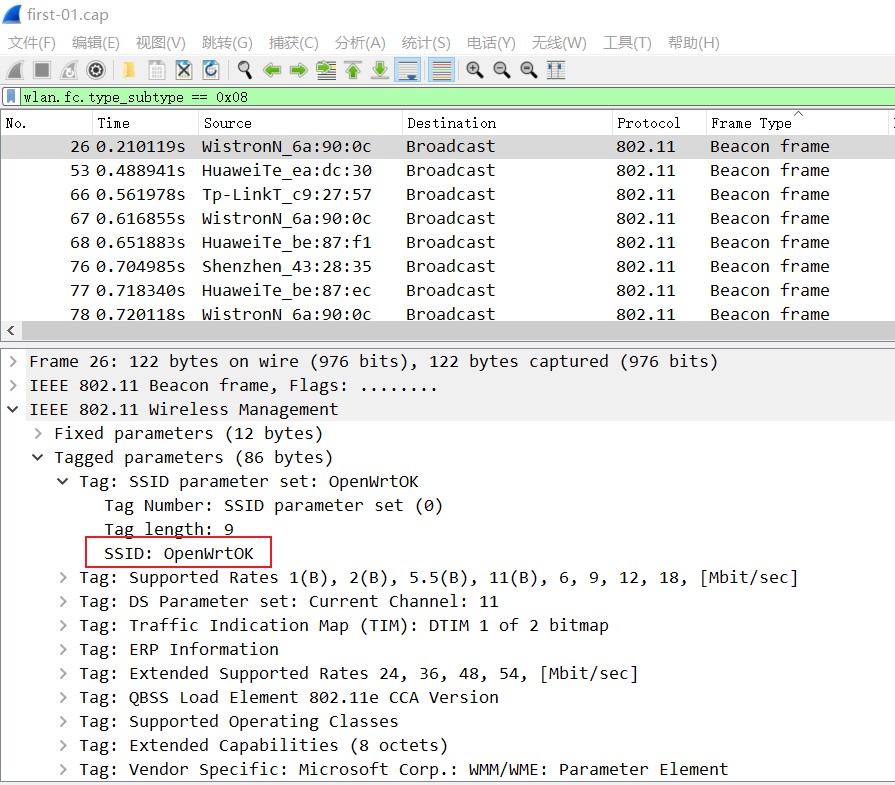 first-01.cap
文件(F) 编辑(E) 视图(V) 跳转(G) 捕获(C) 分析(A) 统计(S) 电话(Y) 无线(W) 工具(T) 帮助(H)
wlan.fc.type_subtype == 0x08
No. Time Source Destination Protocol Frame Type
26 0.210119s WistronN_6a:90:0c Broadcast 802.11 Beacon frame
53 0.488941s HuaweiTe_ea:dc:30 Broadcast 802.11 Beacon frame
66 0.561978s Tp-LinkT_c9:27:57 Broadcast 802.11 Beacon frame
67 0.616855s WistronN_6a:90:0c Broadcast 802.11 Beacon frame
68 0.651883s HuaweiTe_be:87:f1 Broadcast 802.11 Beacon frame
76 0.704985s Shenzhen_43:28:35 Broadcast 802.11 Beacon frame
77 0.718340s HuaweiTe_be:87:ec Broadcast 802.11 Beacon frame
78 0.720118s WistronN_6a:90:0c Broadcast 802.11 Beacon frame
Frame 26: 122 bytes on wire (976 bits), 122 bytes captured (976 bits)
IEEE 802.11 Beacon frame, Flags: ........
IEEE 802.11 Wireless Management
Fixed parameters (12 bytes)
Tagged parameters (86 bytes)
Tag: SSID parameter set: OpenWrtOK
Tag Number: SSID parameter set (0)
Tag length: 9
SSID: OpenWrtOK
Tag: Supported Rates 1(B), 2(B), 5.5(B), 11(B), 6, 9, 12, 18, [Mbit/sec]
Tag: DS Parameter set: Current Channel: 11
Tag: Traffic Indication Map (TIM): DTIM 1 of 2 bitmap
Tag: ERP Information
Tag: Extended Supported Rates 24, 36, 48, 54, [Mbit/sec]
Tag: QBSS Load Element 802.11e CCA Version
Tag: Supported Operating Classes
Tag: Extended Capabilities (8 octets)
Tag: Vendor Specific: Microsoft Corp.: WMM/WME: Parameter Element